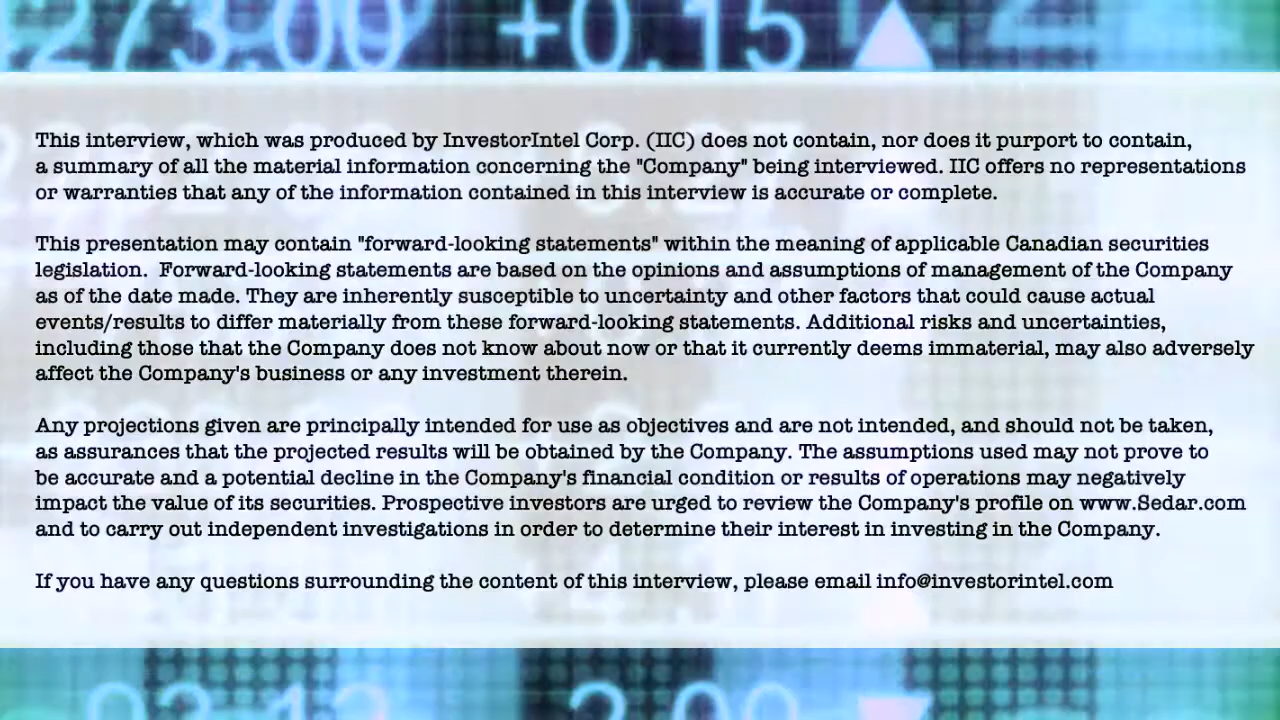 273.00 +0.15
This interview, which was produced by InvestorIntel Corp. (IIC) does not contain, nor does it purport to contain,
a summary of all the material information concerning the "Company" being interviewed. IIC offers no representations
or warranties that any of the information contained in this interview is accurate or complete.
This presentation may contain "forward-looking statements" within the meaning of applicable Canadian securities
legislation.  Forward-looking statements are based on the opinions and assumptions of management of the Company
as of the date made. They are inherently susceptible to uncertainty and other factors that could cause actual
events/results to differ materially from these forward-looking statements. Additional risks and uncertainties,
including those that the Company does not know about now or that it currently deems immaterial, may also adversely
affect the Company's business or any investment therein.
Any projections given are principally intended for use as objectives and are not intended, and should not be taken,
as assurances that the projected results will be obtained by the Company. The assumptions used may not prove to
be accurate and a potential decline in the Company's financial condition or results of operations may negatively
impact the value of its securities. Prospective investors are urged to review the Company's profile on www.Sedar.com
and to carry out independent investigations in order to determine their interest in investing in the Company.
If you have any questions surrounding the content of this interview, please email info@investorintel.com